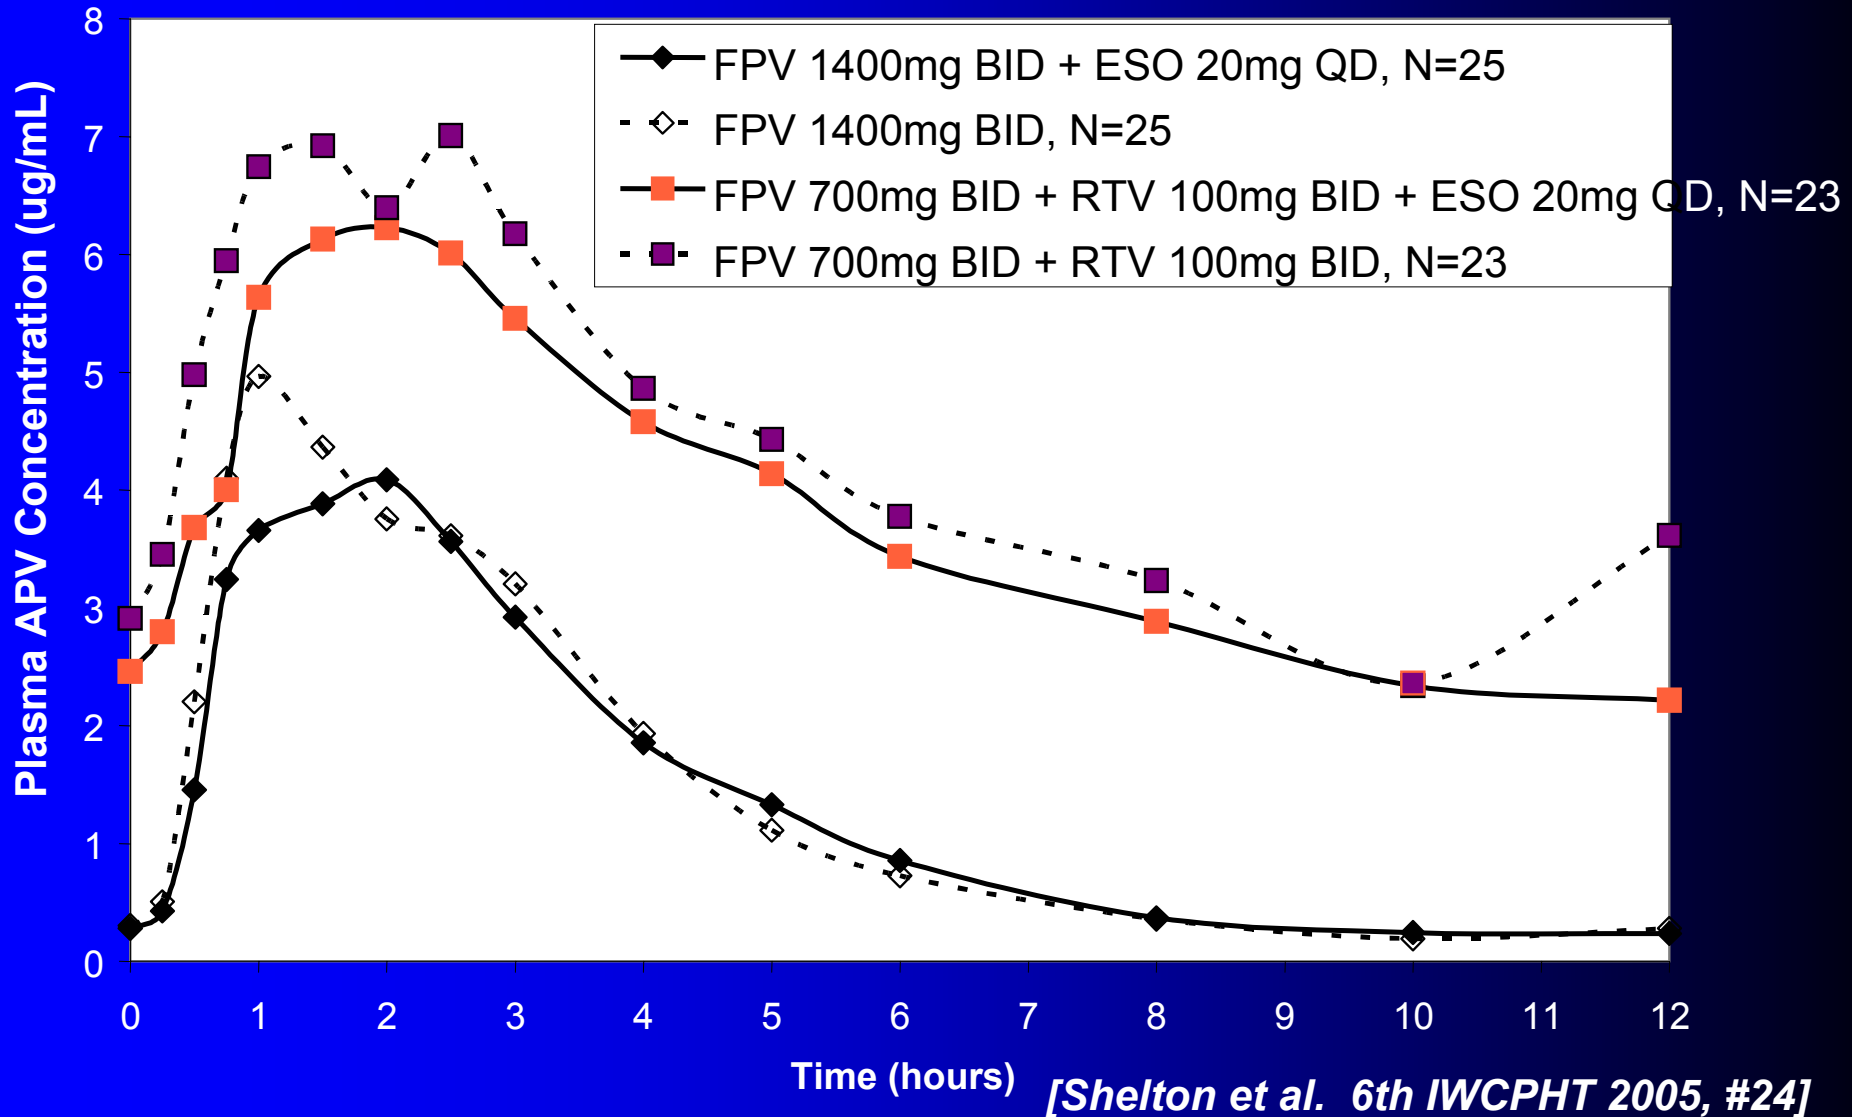 8
7
6
5
4
3
2
1
0
Plasma APV Concentration (ug/mL)
FPV 1400mg BID + ESO 20mg QD, N=25
FPV 1400mg BID, N=25
FPV 700mg BID + RTV 100mg BID + ESO 20mg QD, N=23
FPV 700mg BID + RTV 100mg BID, N=23
0 1 2 3 4 5 6 7 8 9 10 11 12
Time (hours)
[Shelton et al. 6th IWCPHT 2005, #24]